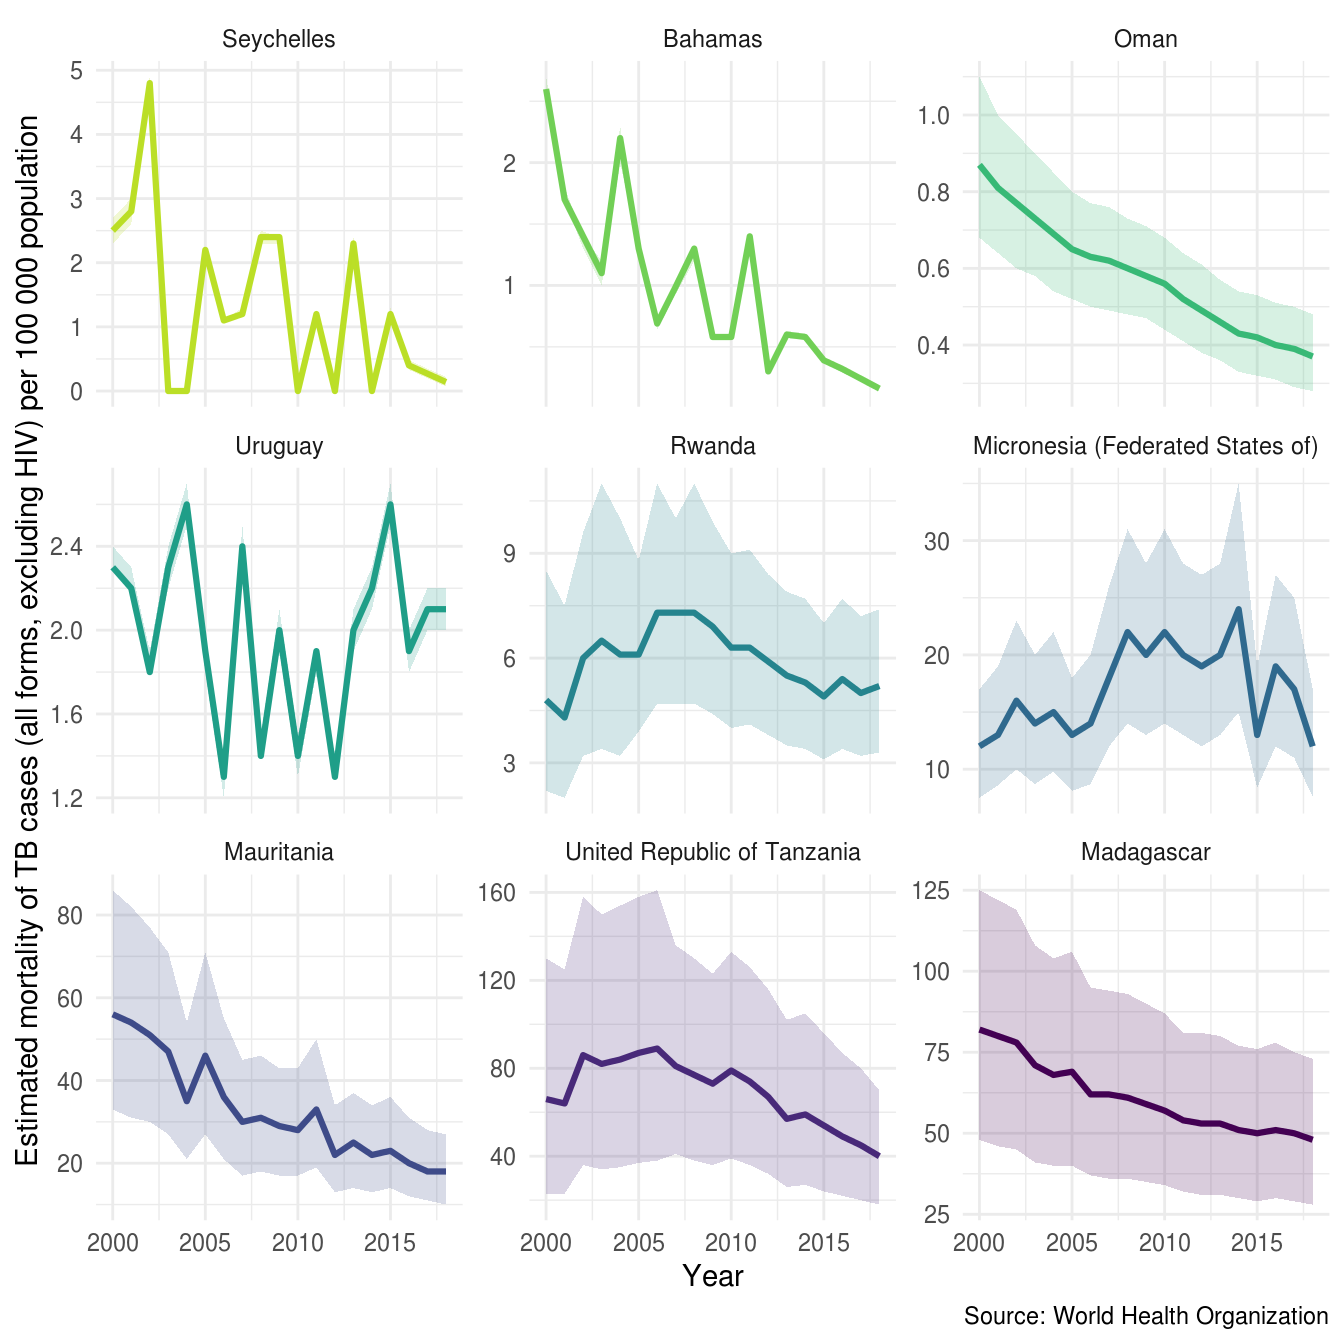 Estimated mortality of TB cases (all forms, excluding HIV) per 100 000 population
Seychelles
5
4
3
2
1
0
Bahamas
2
1
Oman
1.0
0.8
0.6
0.4
Uruguay
2.4
2.0
1.6
1.2
Rwanda
9
6
3
Micronesia (Federated States of)
30
20
10
Mauritania
80
60
40
20
2000 2005 2010 2015
United Republic of Tanzania
160
120
80
40
2000 2005 2010 2015
Madagascar
125
100
75
50
25
2000 2005 2010 2015
Year
Source: World Health Organization